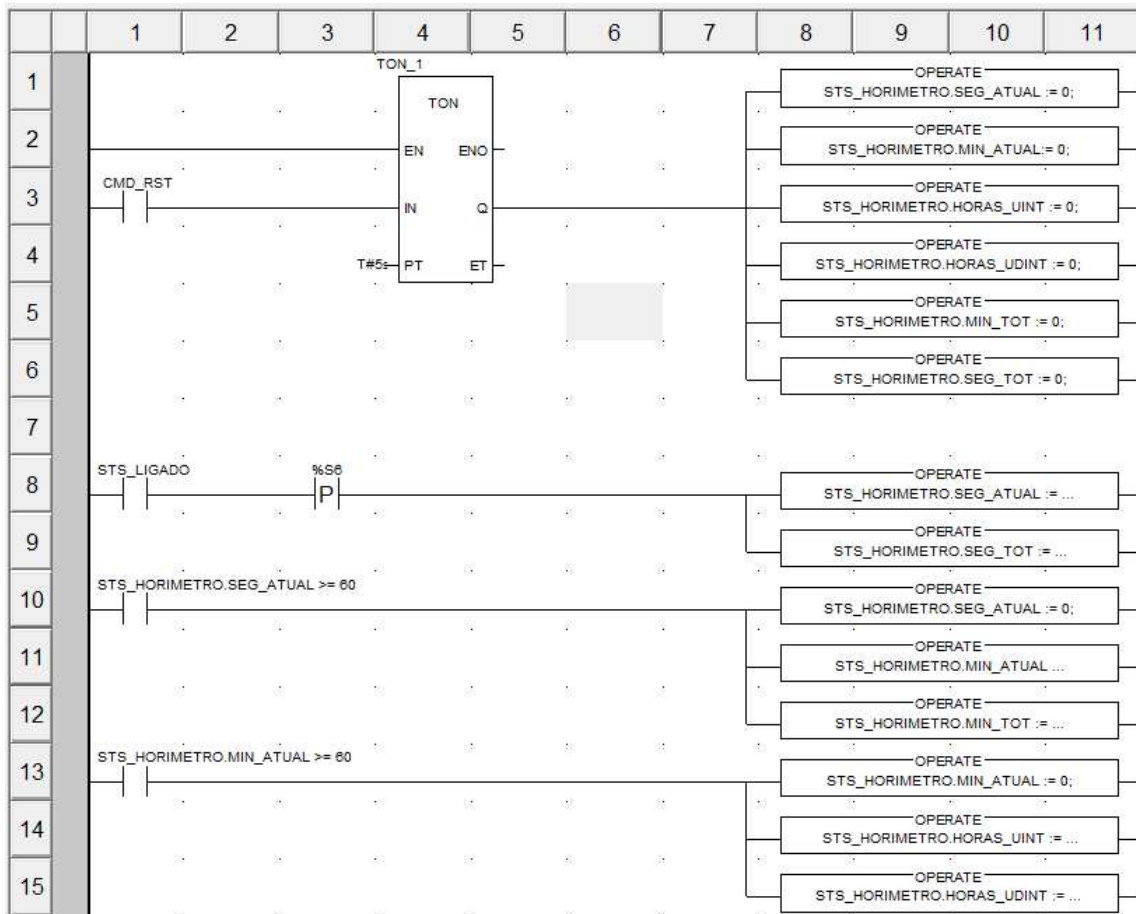 1 2 3 4 5 6 7 8 9 10 11
1
TON_1
TON
OPERATE
STS_HORIMETRO.SEG_ATUAL := 0;
2
EN ENO
OPERATE
STS_HORIMETRO.MIN_ATUAL:= 0;
3
CMD_RST
IN Q
OPERATE
STS_HORIMETRO.HORAS_UINT := 0;
4
T#5s PT ET
OPERATE
STS_HORIMETRO.HORAS_UDINT := 0;
5
OPERATE
STS_HORIMETRO.MIN_TOT := 0;
6
OPERATE
STS_HORIMETRO.SEG_TOT := 0;
7
8
STS_LIGADO %S6
P
OPERATE
STS_HORIMETRO.SEG_ATUAL := ...
9
OPERATE
STS_HORIMETRO.SEG_TOT := ...
10
STS_HORIMETRO.SEG_ATUAL >= 60
OPERATE
STS_HORIMETRO.SEG_ATUAL := 0;
11
OPERATE
STS_HORIMETRO.MIN_ATUAL ...
12
OPERATE
STS_HORIMETRO.MIN_TOT := ...
13
STS_HORIMETRO.MIN_ATUAL >= 60
OPERATE
STS_HORIMETRO.MIN_ATUAL := 0;
14
OPERATE
STS_HORIMETRO.HORAS_UINT := ...
15
OPERATE
STS_HORIMETRO.HORAS_UDINT := ...